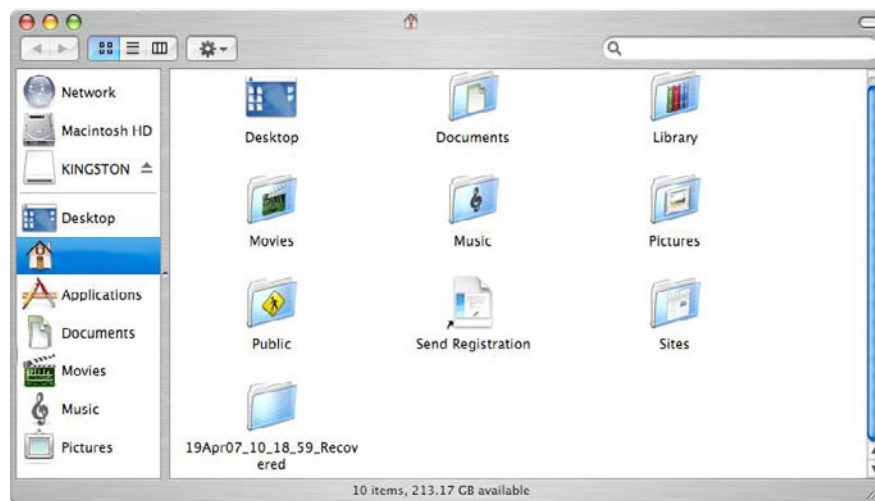 Network
Macintosh HD
KINGSTON
Desktop
Applications
Documents
Movies
Music
Pictures
Desktop
Documents
Library
Movies
Music
Pictures
Public
Send Registration
Sites
19Apr07_10_18_59_Recov
ered
10 items, 213.17 GB available